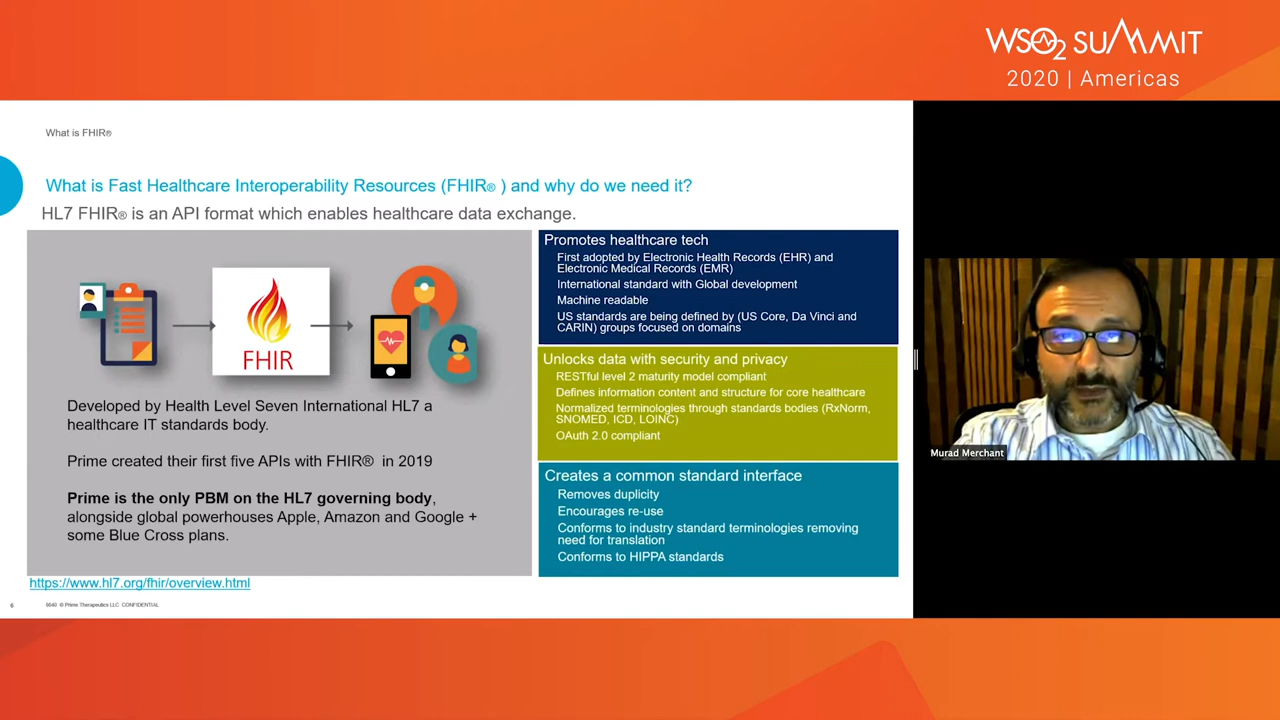 WSO2 SUMMIT
2020 | Americas
What is FHIR®
What is Fast Healthcare Interoperability Resources (FHIR® ) and why do we need it?
HL7 FHIR® is an API format which enables healthcare data exchange.
FHIR
Developed by Health Level Seven International HL7 a
healthcare IT standards body.
Prime created their first five APIs with FHIR® in 2019
Prime is the only PBM on the HL7 governing body,
alongside global powerhouses Apple, Amazon and Google +
some Blue Cross plans.
https://www.hl7.org/fhir/overview.html
Promotes healthcare tech
First adopted by Electronic Health Records (EHR) and
Electronic Medical Records (EMR)
International standard with Global development
Machine readable
US standards are being defined by (US Core, Da Vinci and
CARIN) groups focused on domains
Unlocks data with security and privacy
RESTful level 2 maturity model compliant
Defines information content and structure for core healthcare
Normalized terminologies through standards bodies (RxNorm,
SNOMED, ICD, LOINC)
OAuth 2.0 compliant
Creates a common standard interface
Removes duplicity
Encourages re-use
Conforms to industry standard terminologies removing
need for translation
Conforms to HIPPA standards
Murad Merchant
6 © Prime Therapeutics LLC CONFIDENTIAL